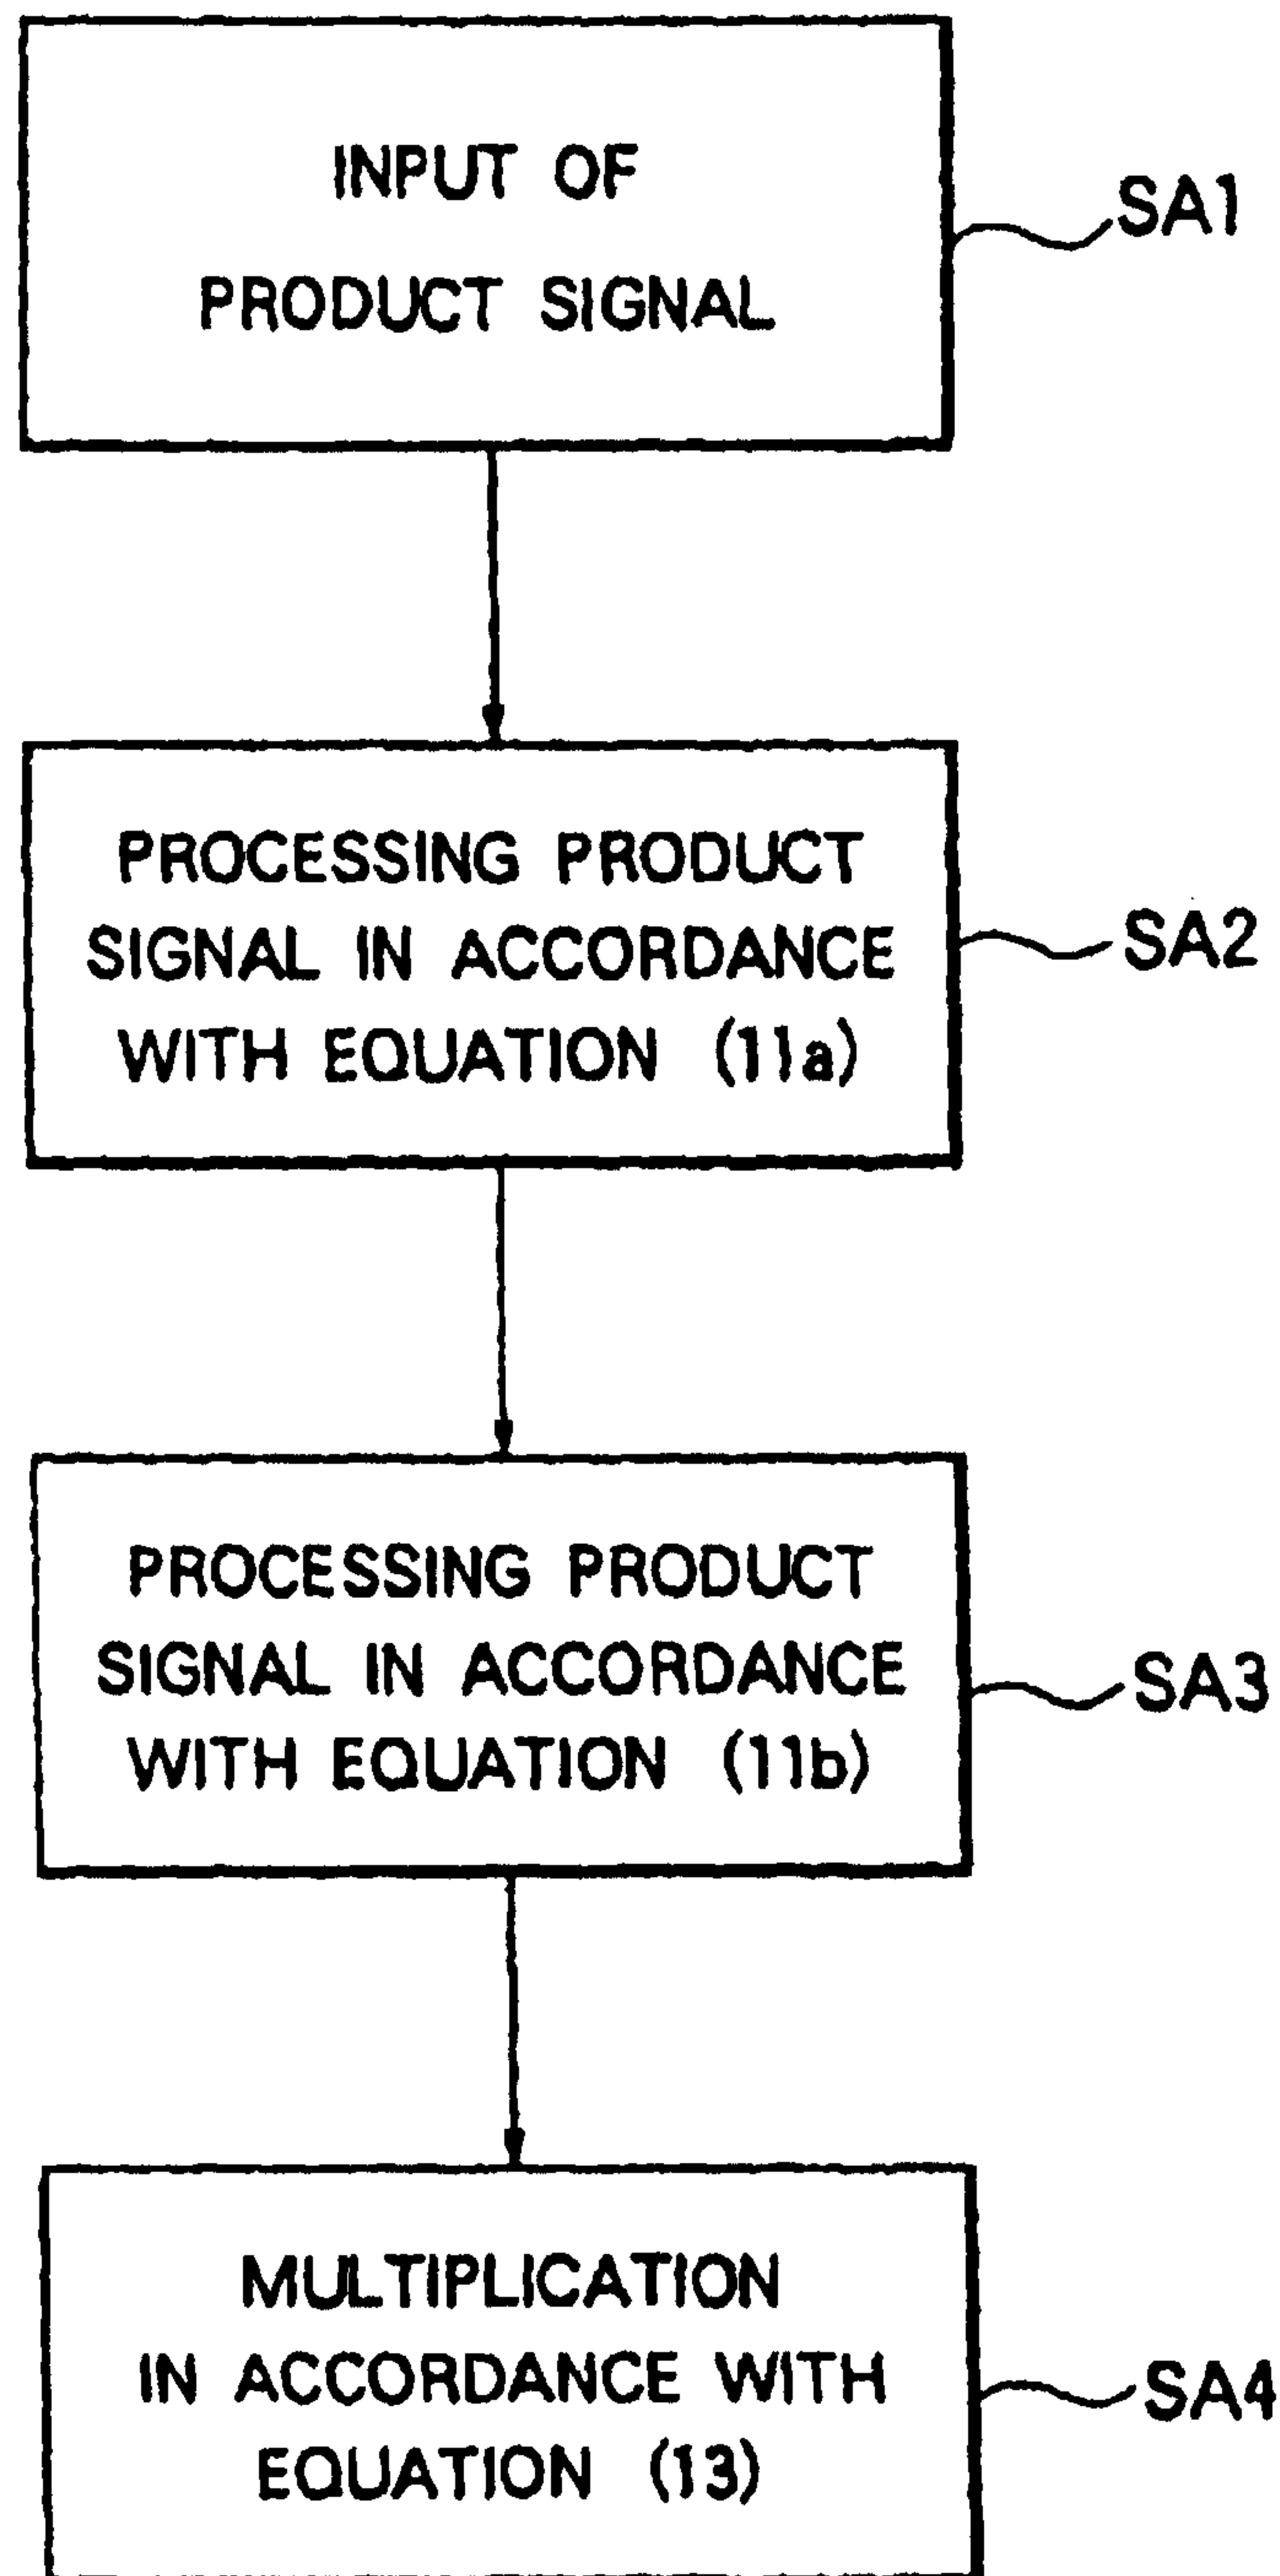 INPUT OF
PRODUCT SIGNAL
SA1
PROCESSING PRODUCT
SIGNAL IN ACCORDANCE
WITH EQUATION (11a)
SA2
PROCESSING PRODUCT
SIGNAL IN ACCORDANCE
WITH EQUATION (11b)
SA3
MULTIPLICATION
IN ACCORDANCE WITH
EQUATION (13)
SA4